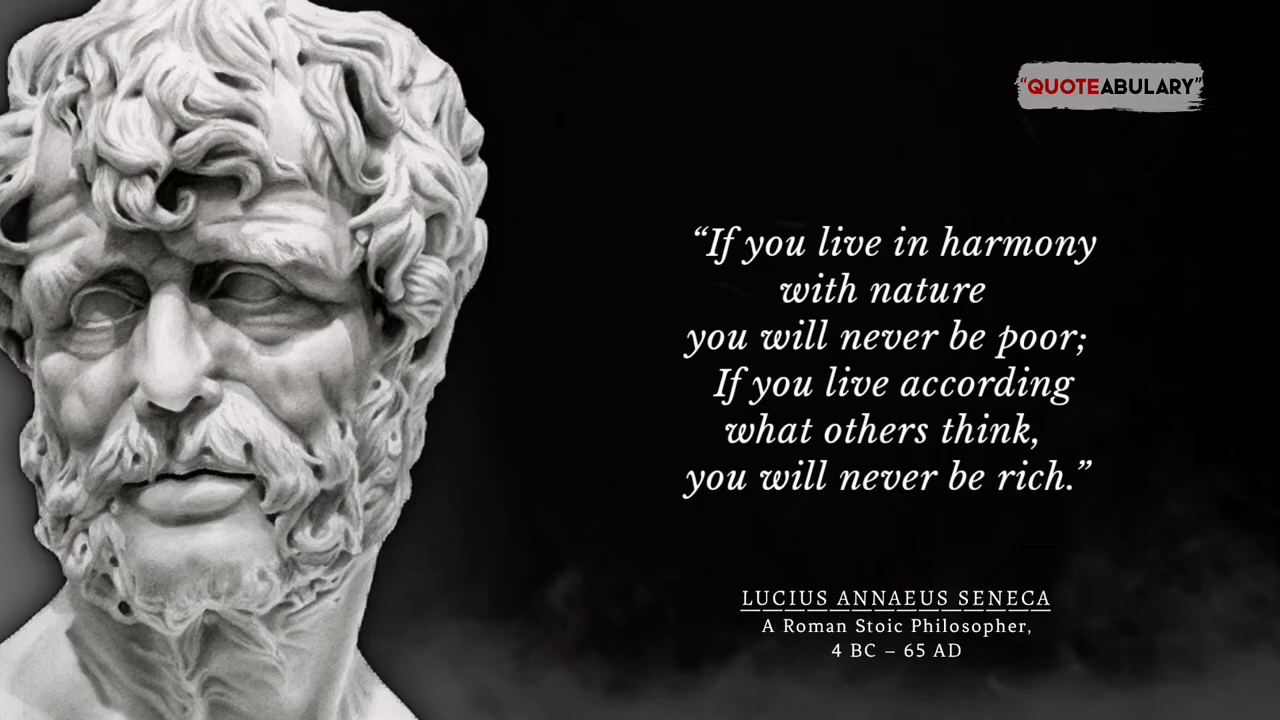 “QUOTEABULARY”
“If you live in harmony
with nature
you will never be poor;
If you live according
what others think,
you will never be rich.”
LUCIUS ANNAEUS SENECA
A Roman Stoic Philosopher,
4 BC – 65 AD